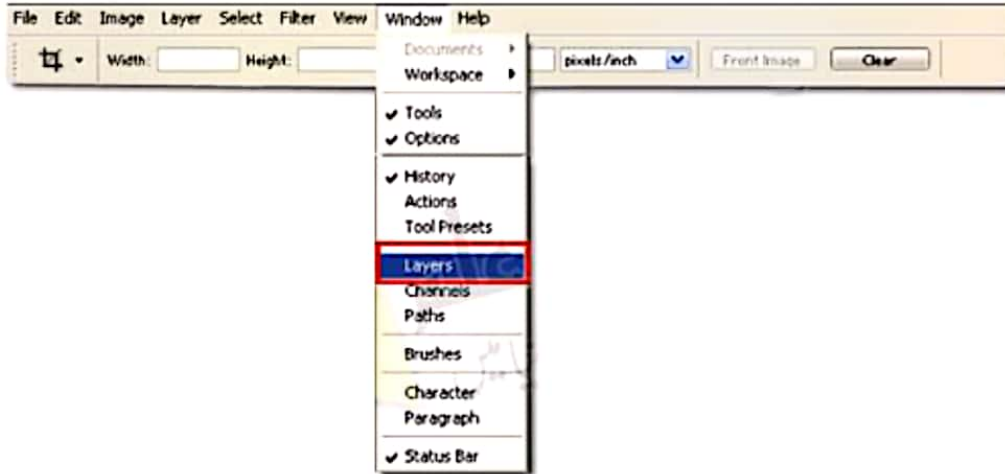 File Edit Image Layer Select Filter View Window Help
Width: Height: pixels/inch Front Image Clear
Documents
Workspace
Tools
Options
History
Actions
Tool Presets
Layers
Channels
Paths
Brushes
Character
Paragraph
Status Bar